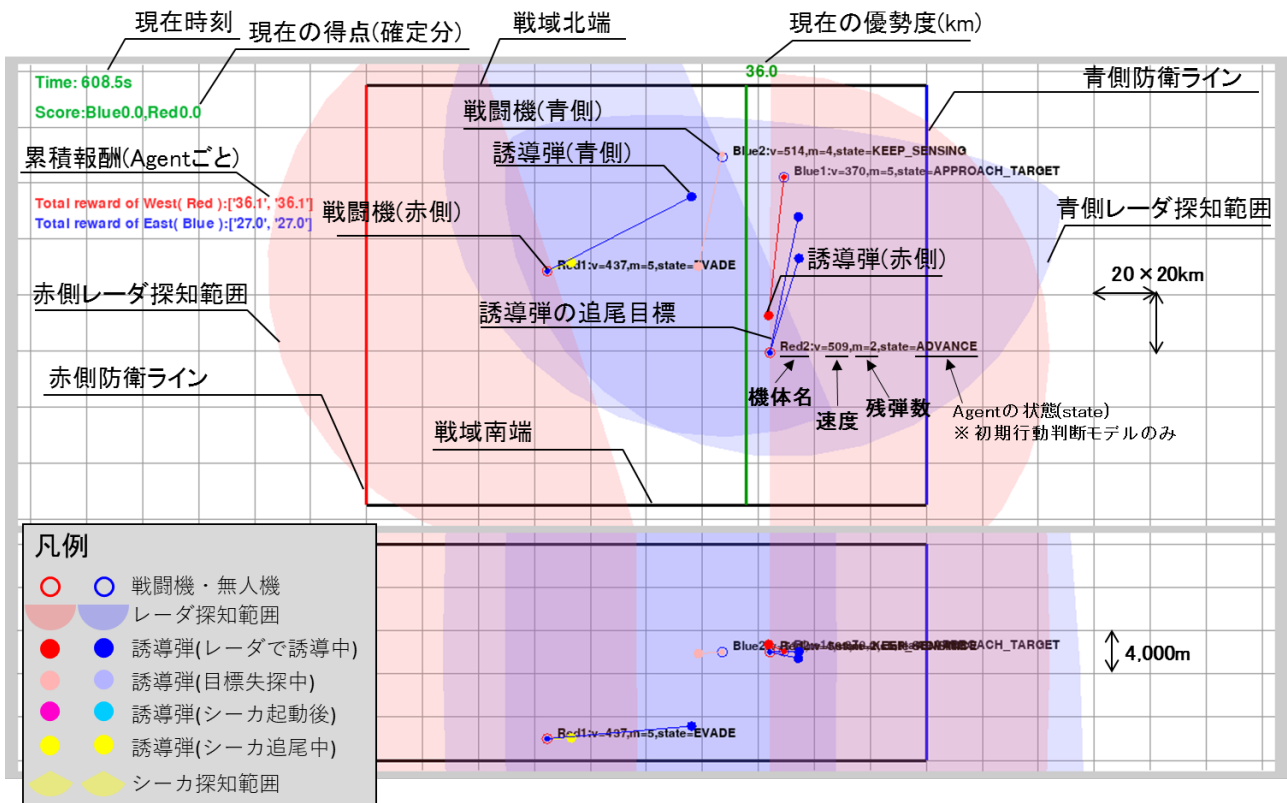 現在時刻
現在の得点(確定分)
戦域北端
現在の優勢度(km)
36.0
Time: 608.5s
Score:Blue0.0,Red0.0
青側防衛ライン
戦闘機(青側)
Blue2:v=514,m=4,state=KEEP_SENSING
誘導弾(青側)
Blue1:v=370,m=5,state=APPROACH_TARGET
累積報酬(Agentごと)
Total reward of West( Red ):['36.1', '36.1']
Total reward of East( Blue ):['27.0', '27.0']
戦闘機(赤側)
青側レーダ探知範囲
Red1:v=437,m=5,state=EVADE
誘導弾(赤側)
20×20km
赤側レーダ探知範囲
誘導弾の追尾目標
Red2:v=509,m=2,state=ADVANCE
赤側防衛ライン
機体名
速度
残弾数
Agentの状態(state)
※初期行動判断モデルのみ
戦域南端
凡例
戦闘機・無人機
レーダ探知範囲
誘導弾(レーダで誘導中)
誘導弾(目標失探中)
誘導弾(シーカ起動後)
誘導弾(シーカ追尾中)
シーカ探知範囲
4,000m
Red1:v=437,m=5,state=EVADE